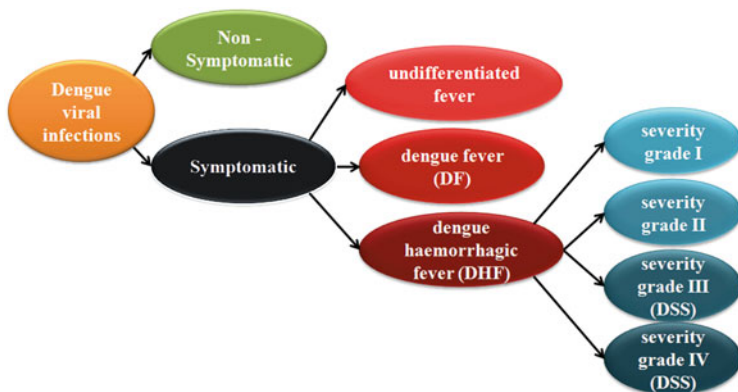 Dengue
viral
infections
Non -
Symptomatic
Symptomatic
undifferentiated
fever
dengue fever
(DF)
dengue
haemorrhagic
fever (DHF)
severity
grade I
severity
grade II
severity
grade III
(DSS)
severity
grade IV
(DSS)